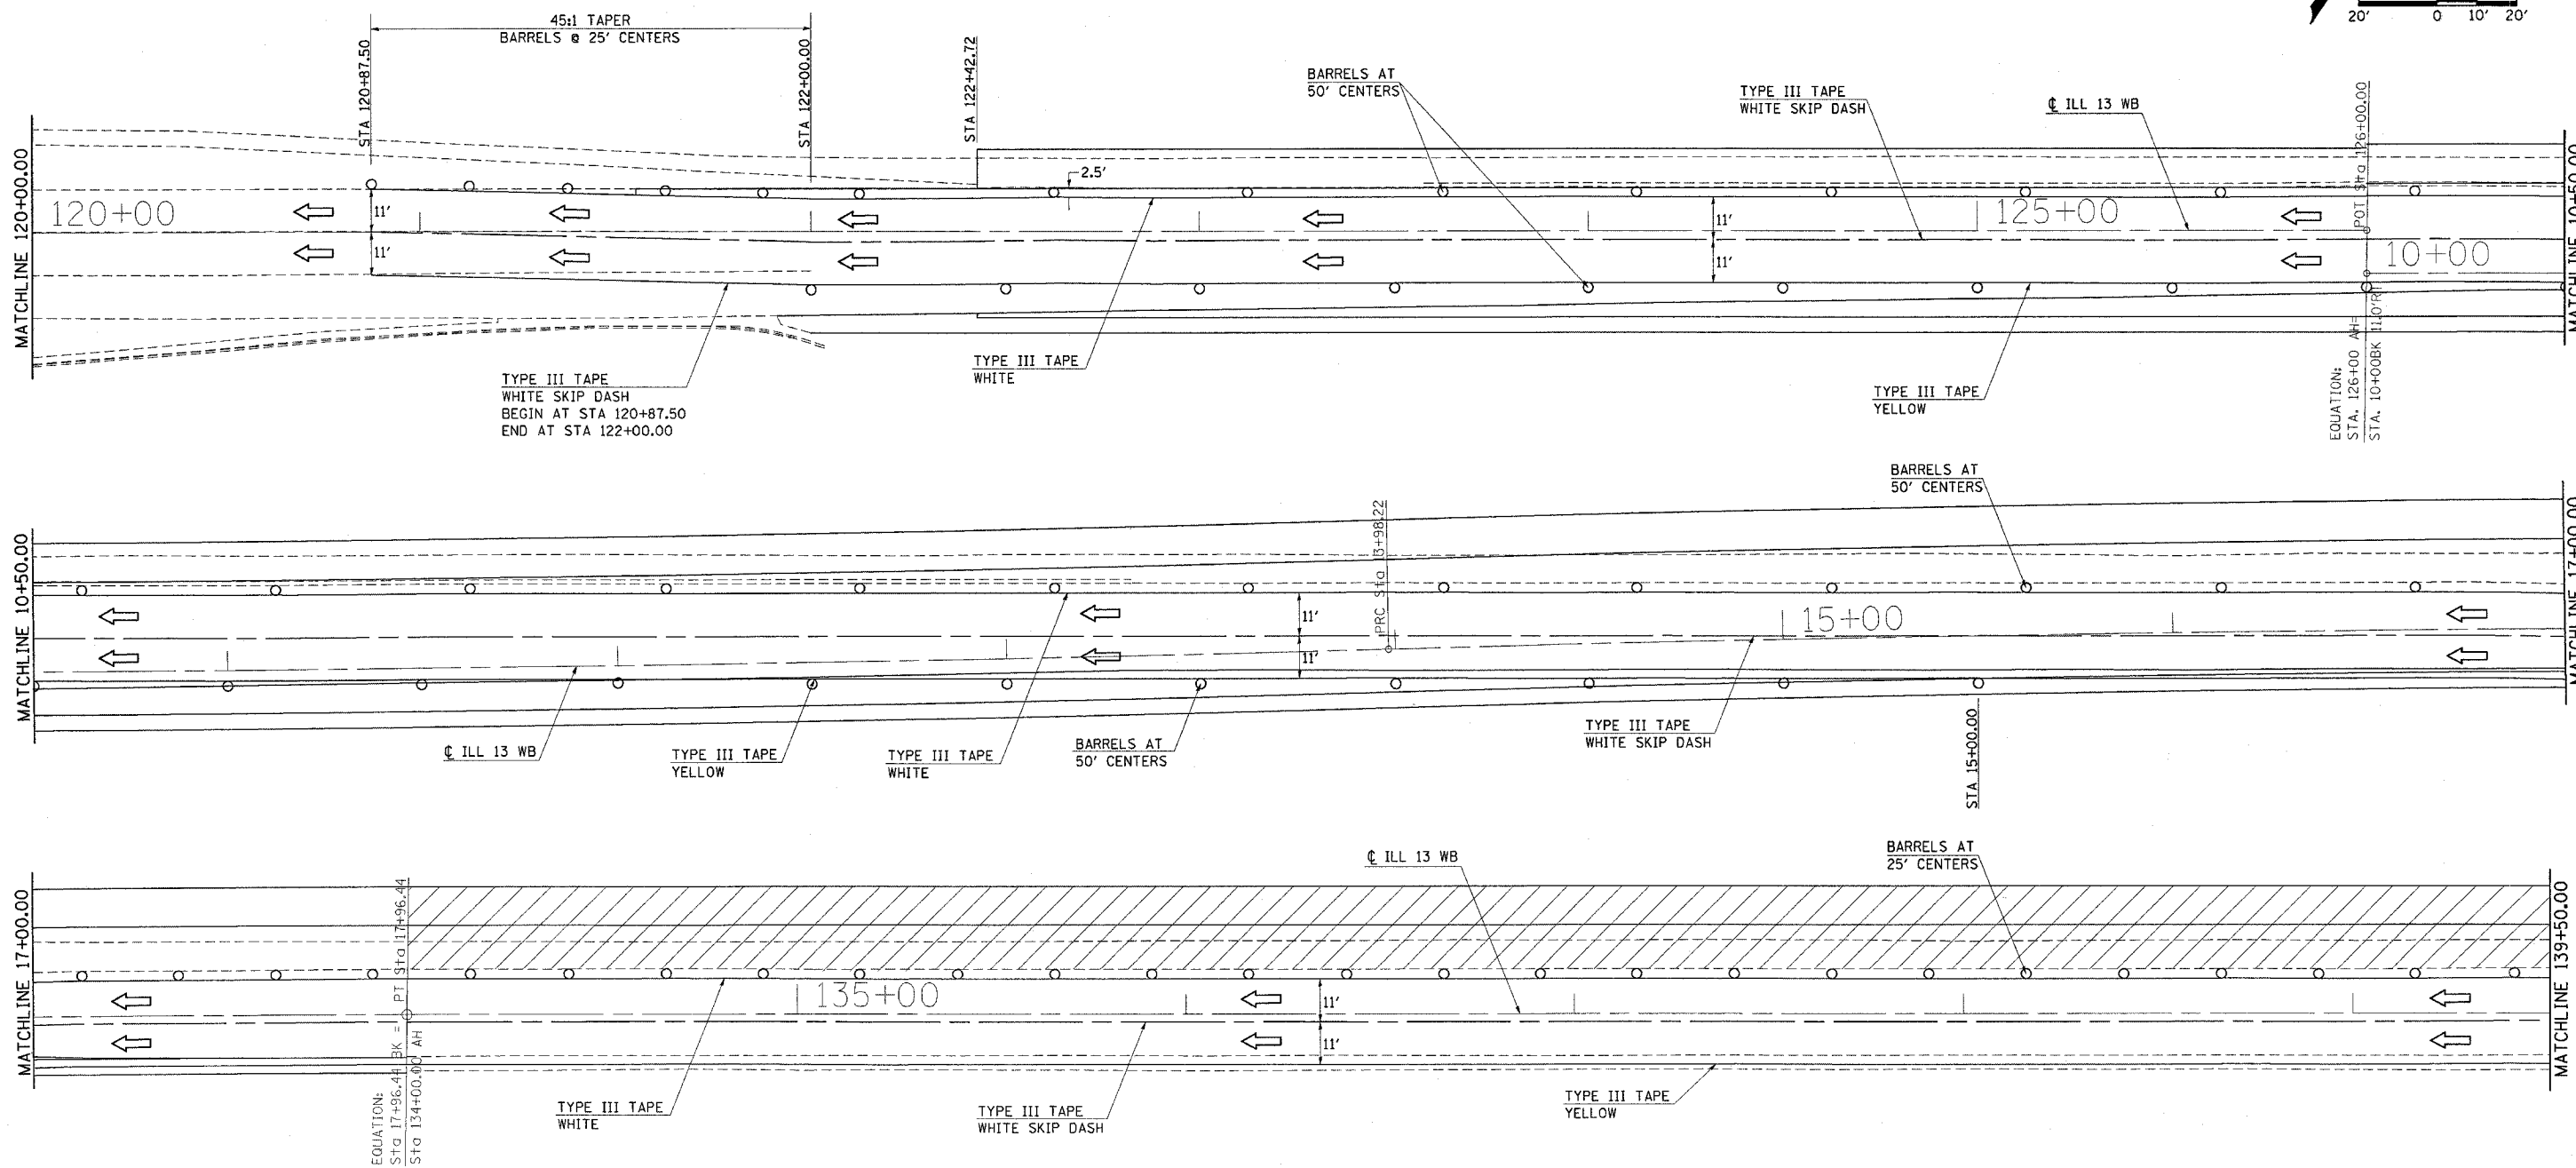 45:1 TAPER
BARRELS @ 25' CENTERS
20' 0 10' 20'
STA 120+87.50
STA 122+00.00
STA 122+42.72
BARRELS AT
50' CENTERS
TYPE III TAPE
WHITE SKIP DASH
℄ ILL 13 WB
POT Sta 126+00.00
MATCHLINE 120+00.00
120+00
11'
11'
2.5'
11'
11'
125+00
10+00
MATCHLINE 10+50.00
TYPE III TAPE
WHITE SKIP DASH
BEGIN AT STA 120+87.50
END AT STA 122+00.00
TYPE III TAPE
WHITE
TYPE III TAPE
YELLOW
EQUATION:
STA. 126+00 AH=
STA. 10+00BK 11.0'RT
BARRELS AT
50' CENTERS
PRC Sta 13+98.22
MATCHLINE 10+50.00
11'
11'
15+00
MATCHLINE 17+00.00
℄ ILL 13 WB
TYPE III TAPE
YELLOW
TYPE III TAPE
WHITE
BARRELS AT
50' CENTERS
TYPE III TAPE
WHITE SKIP DASH
STA 15+00.00
℄ ILL 13 WB
BARRELS AT
25' CENTERS
MATCHLINE 17+00.00
PT Sta 17+96.44
135+00
11'
11'
MATCHLINE 139+50.00
EQUATION:
Sta 17+96.44 BK =
Sta 134+00.00 AH
TYPE III TAPE
WHITE
TYPE III TAPE
WHITE SKIP DASH
TYPE III TAPE
YELLOW